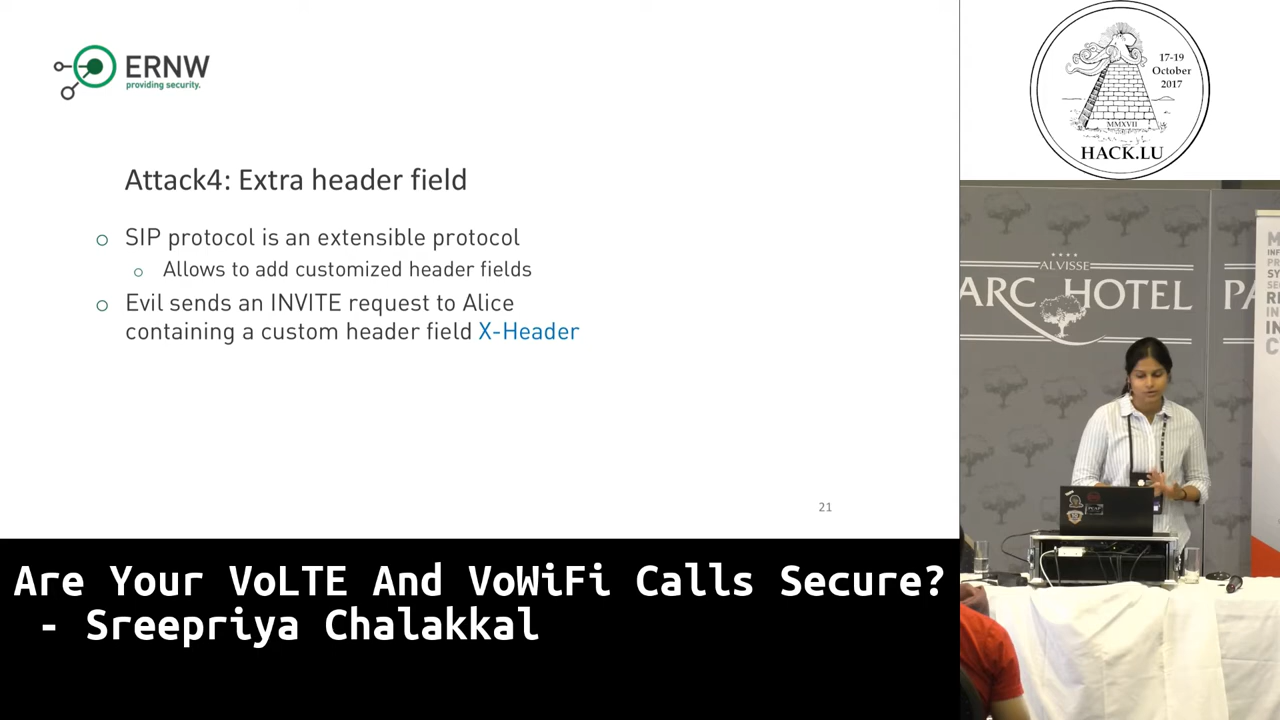 ERNW
providing security.
Attack4: Extra header field
SIP protocol is an extensible protocol
Allows to add customized header fields
Evil sends an INVITE request to Alice
containing a custom header field X-Header
21
17-19
October
2017
MMXVII
HACK.LU
ALVISSE
PARC HOTEL
PA
Are Your VoLTE And VoWiFi Calls Secure?
- Sreepriya Chalakkal